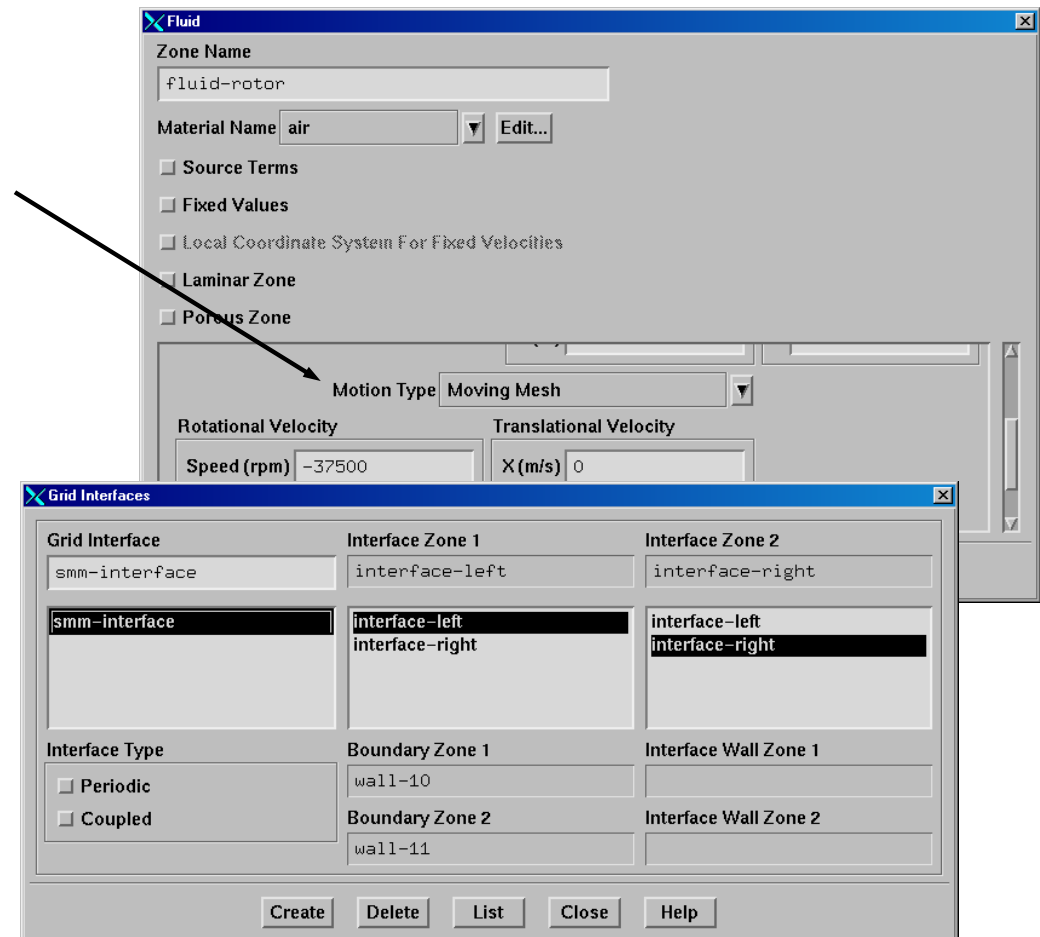 Fluid
Zone Name
fluid-rotor
Material Name air Edit...
Source Terms
Fixed Values
Local Coordinate System For Fixed Velocities
Laminar Zone
Porous Zone
Motion Type Moving Mesh
Rotational Velocity Translational Velocity
Speed (rpm) -37500 X (m/s) 0
Grid Interfaces
Grid Interface Interface Zone 1 Interface Zone 2
smm-interface interface-left interface-right
smm-interface interface-left interface-left
interface-right interface-right
Interface Type Boundary Zone 1 Interface Wall Zone 1
Periodic wall-10
Coupled Boundary Zone 2 Interface Wall Zone 2
wall-11
Create Delete List Close Help